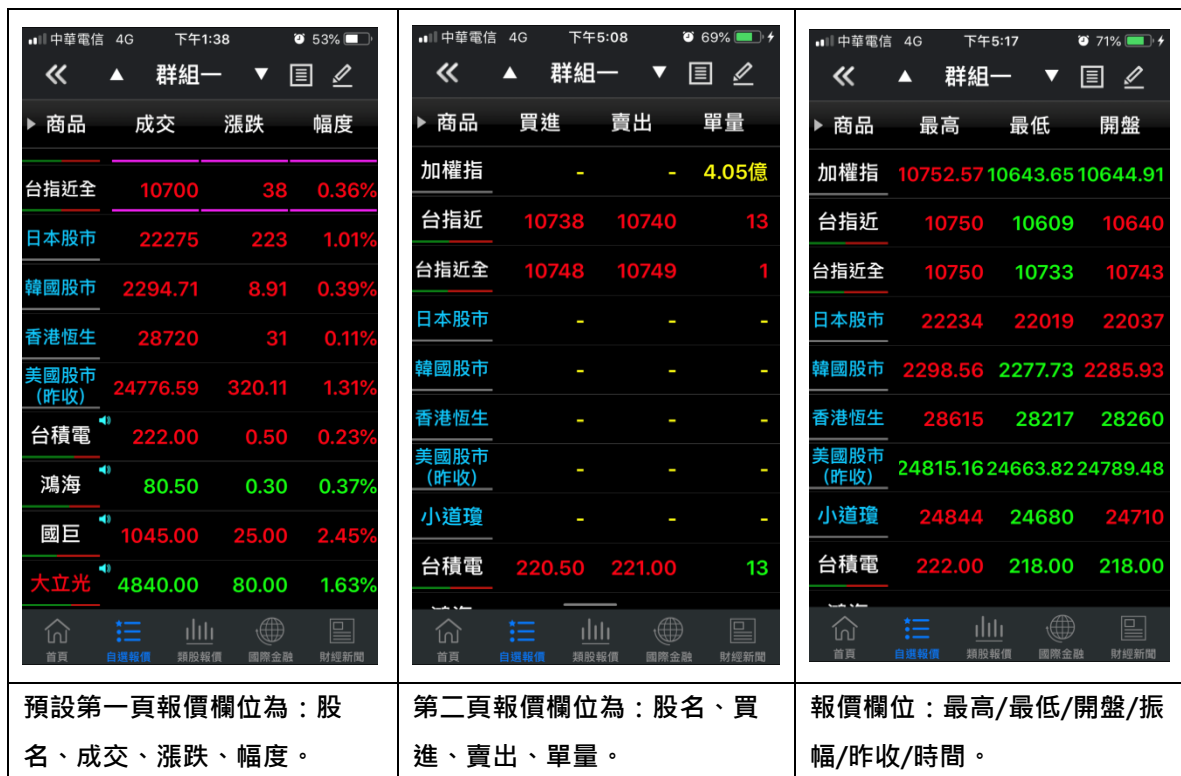 中華電信 4G 下午1:38 53%
群組一
商品 成交 漲跌 幅度
台指近全 10700 38 0.36%
日本股市 22275 223 1.01%
韓國股市 2294.71 8.91 0.39%
香港恆生 28720 31 0.11%
美國股市
(昨收) 24776.59 320.11 1.31%
台積電 222.00 0.50 0.23%
鴻海 80.50 0.30 0.37%
國巨 1045.00 25.00 2.45%
大立光 4840.00 80.00 1.63%
首頁 自選報價 類股報價 國際金融 財經新聞
預設第一頁報價欄位為：股
名、成交、漲跌、幅度。
中華電信 4G 下午5:08 69%
群組一
商品 買進 賣出 單量
加權指 - - 4.05億
台指近 10738 10740 13
台指近全 10748 10749 1
日本股市 - - -
韓國股市 - - -
香港恆生 - - -
美國股市
(昨收) - - -
小道瓊 - - -
台積電 220.50 221.00 13
首頁 自選報價 類股報價 國際金融 財經新聞
第二頁報價欄位為：股名、買
進、賣出、單量。
中華電信 4G 下午5:17 71%
群組一
商品 最高 最低 開盤
加權指 10752.57 10643.65 10644.91
台指近 10750 10609 10640
台指近全 10750 10733 10743
日本股市 22234 22019 22037
韓國股市 2298.56 2277.73 2285.93
香港恆生 28615 28217 28260
美國股市
(昨收) 24815.16 24663.82 24789.48
小道瓊 24844 24680 24710
台積電 222.00 218.00 218.00
首頁 自選報價 類股報價 國際金融 財經新聞
報價欄位：最高/最低/開盤/振
幅/昨收/時間。